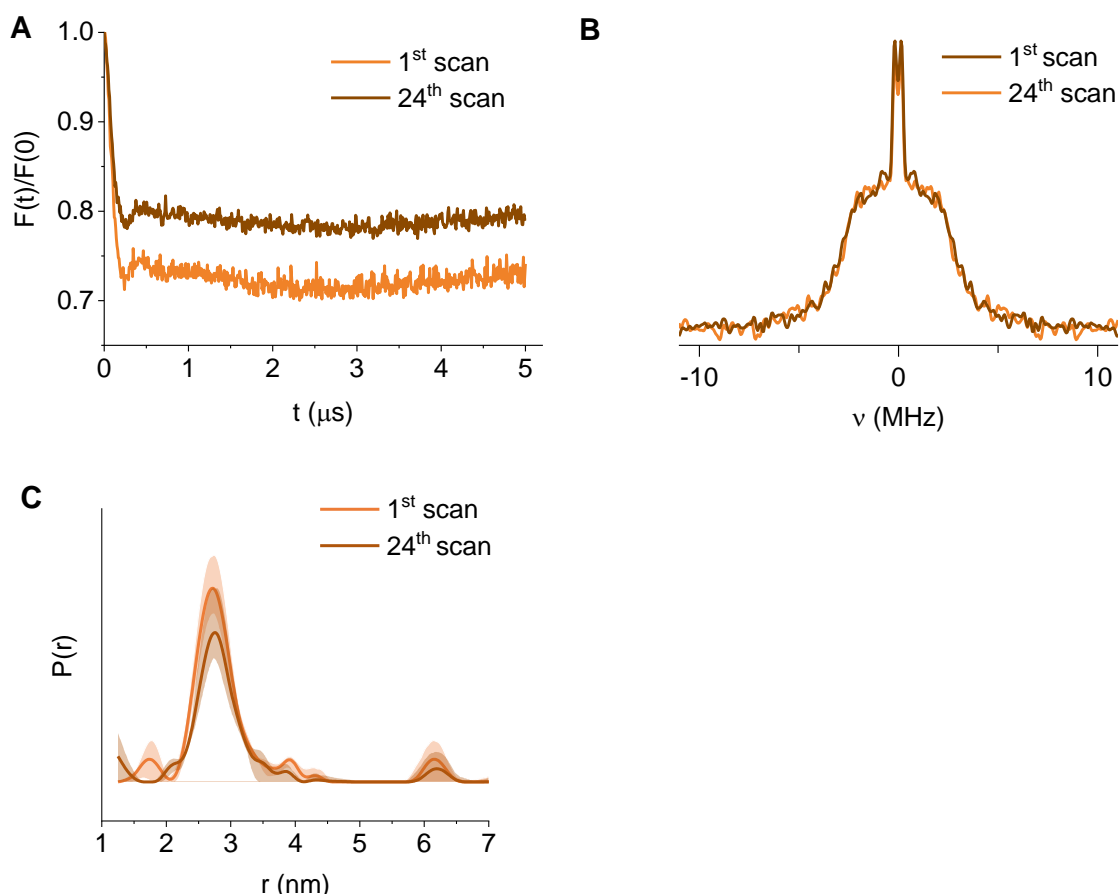 A
1.0
0.9
0.8
0.7
F(t)/F(0)
1st scan
24th scan
0 1 2 3 4 5
t (μs)
B
1st scan
24th scan
-10 0 10
ν (MHz)
C
1st scan
24th scan
P(r)
1 2 3 4 5 6 7
r (nm)